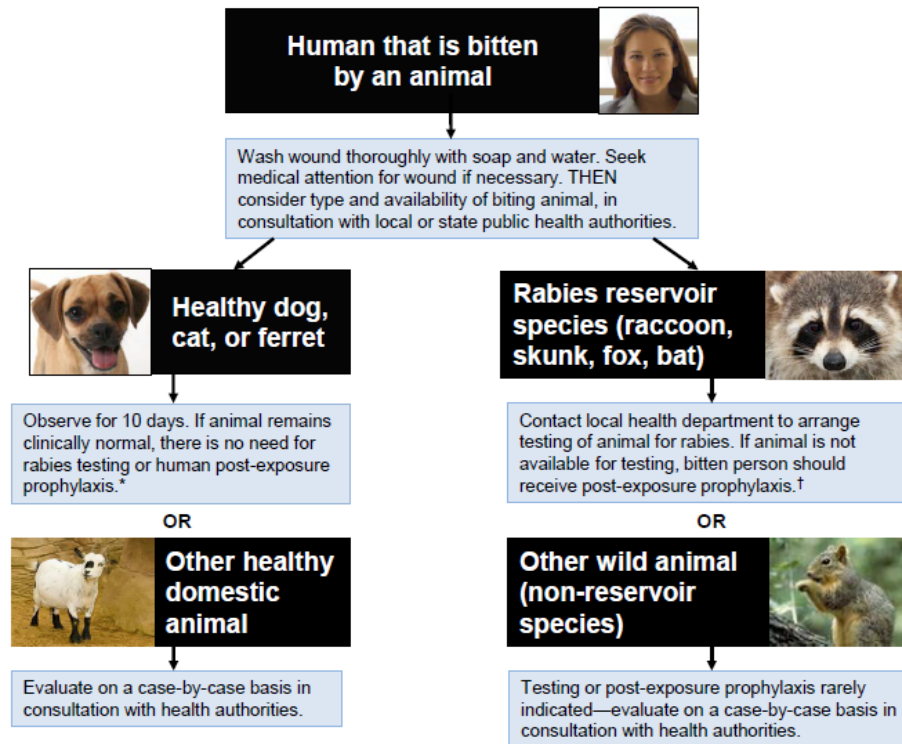 Human that is bitten
by an animal
Wash wound thoroughly with soap and water. Seek
medical attention for wound if necessary. THEN
consider type and availability of biting animal, in
consultation with local or state public health authorities.
Healthy dog,
cat, or ferret
Observe for 10 days. If animal remains
clinically normal, there is no need for
rabies testing or human post-exposure
prophylaxis.*
OR
Other healthy
domestic
animal
Evaluate on a case-by-case basis in
consultation with health authorities.
Rabies reservoir
species (raccoon,
skunk, fox, bat)
Contact local health department to arrange
testing of animal for rabies. If animal is not
available for testing, bitten person should
receive post-exposure prophylaxis.†
OR
Other wild animal
(non-reservoir
species)
Testing or post-exposure prophylaxis rarely
indicated—evaluate on a case-by-case basis in
consultation with health authorities.